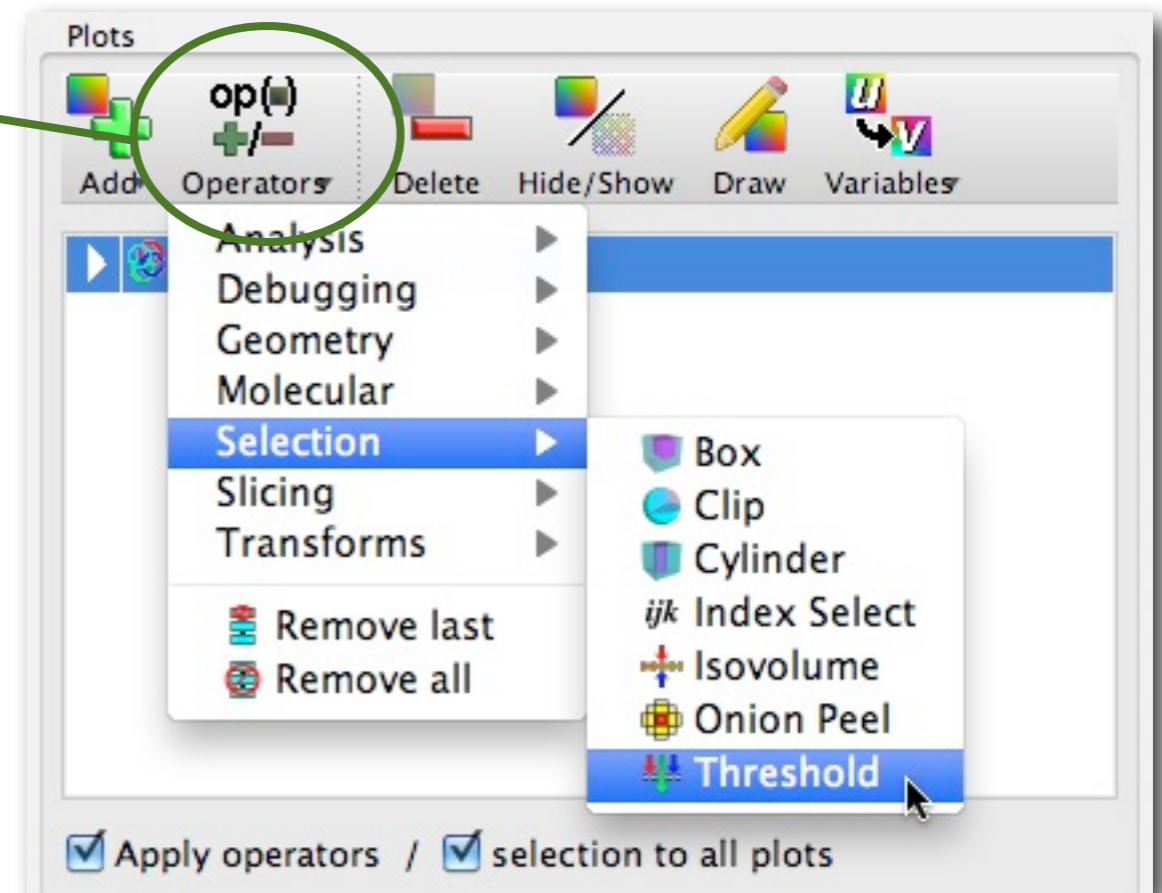 Plots
op(▪)
+/−
Add Operators Delete Hide/Show Draw Variables
u
v
Analysis
Debugging
Geometry
Molecular
Selection
Slicing
Transforms
Remove last
Remove all
Box
Clip
Cylinder
ijk Index Select
Isovolume
Onion Peel
Threshold
Apply operators / selection to all plots